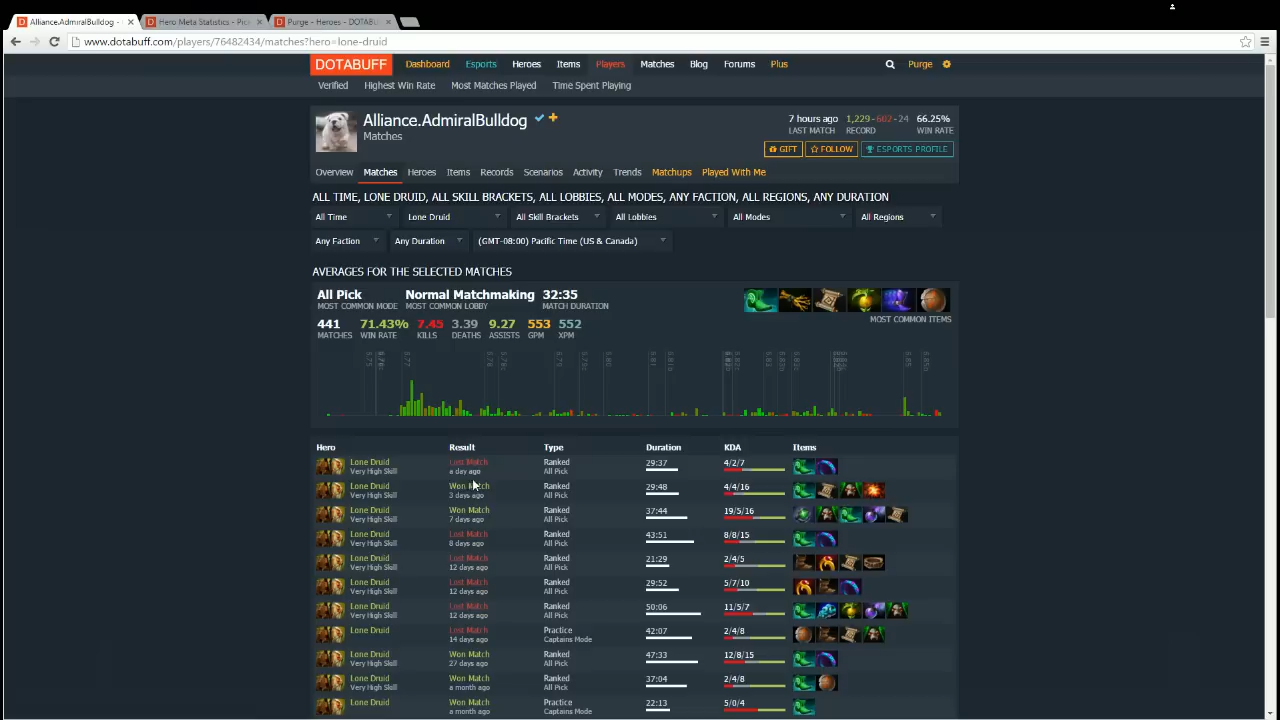 Alliance.AdmiralBulldog -
Hero Meta Statistics - Pick
Purge - Heroes - DOTABUF
www.dotabuff.com/players/76482434/matches?hero=lone-druid
DOTABUFF Dashboard Esports Heroes Items Players Matches Blog Forums Plus Purge
Verified Highest Win Rate Most Matches Played Time Spent Playing
Alliance.AdmiralBulldog
Matches
7 hours ago 1,229-602-24 66.25%
LAST MATCH RECORD WIN RATE
GIFT FOLLOW ESPORTS PROFILE
Overview Matches Heroes Items Records Scenarios Activity Trends Matchups Played With Me
ALL TIME, LONE DRUID, ALL SKILL BRACKETS, ALL LOBBIES, ALL MODES, ANY FACTION, ALL REGIONS, ANY DURATION
All Time Lone Druid All Skill Brackets All Lobbies All Modes All Regions
Any Faction Any Duration (GMT-08:00) Pacific Time (US & Canada)
AVERAGES FOR THE SELECTED MATCHES
All Pick Normal Matchmaking 32:35
MOST COMMON MODE MOST COMMON LOBBY MATCH DURATION
MOST COMMON ITEMS
441 71.43% 7.45 3.39 9.27 553 552
MATCHES WIN RATE KILLS DEATHS ASSISTS GPM XPM
Hero Result Type Duration KDA Items
Lone Druid Lost Match Ranked 29:37 4/2/7
Very High Skill a day ago All Pick
Lone Druid Won Match Ranked 29:48 4/4/16
Very High Skill 3 days ago All Pick
Lone Druid Won Match Ranked 37:44 19/5/16
Very High Skill 7 days ago All Pick
Lone Druid Lost Match Ranked 43:51 8/8/15
Very High Skill 8 days ago All Pick
Lone Druid Lost Match Ranked 21:29 2/4/5
Very High Skill 12 days ago All Pick
Lone Druid Lost Match Ranked 29:52 5/7/10
Very High Skill 12 days ago All Pick
Lone Druid Lost Match Ranked 50:06 11/5/7
Very High Skill 12 days ago All Pick
Lone Druid Lost Match Practice 42:07 2/4/8
Very High Skill 14 days ago Captains Mode
Lone Druid Won Match Ranked 47:33 12/8/15
Very High Skill 27 days ago All Pick
Lone Druid Won Match Ranked 37:04 2/4/8
Very High Skill a month ago All Pick
Lone Druid Won Match Practice 22:13 5/0/4
Very High Skill a month ago Captains Mode